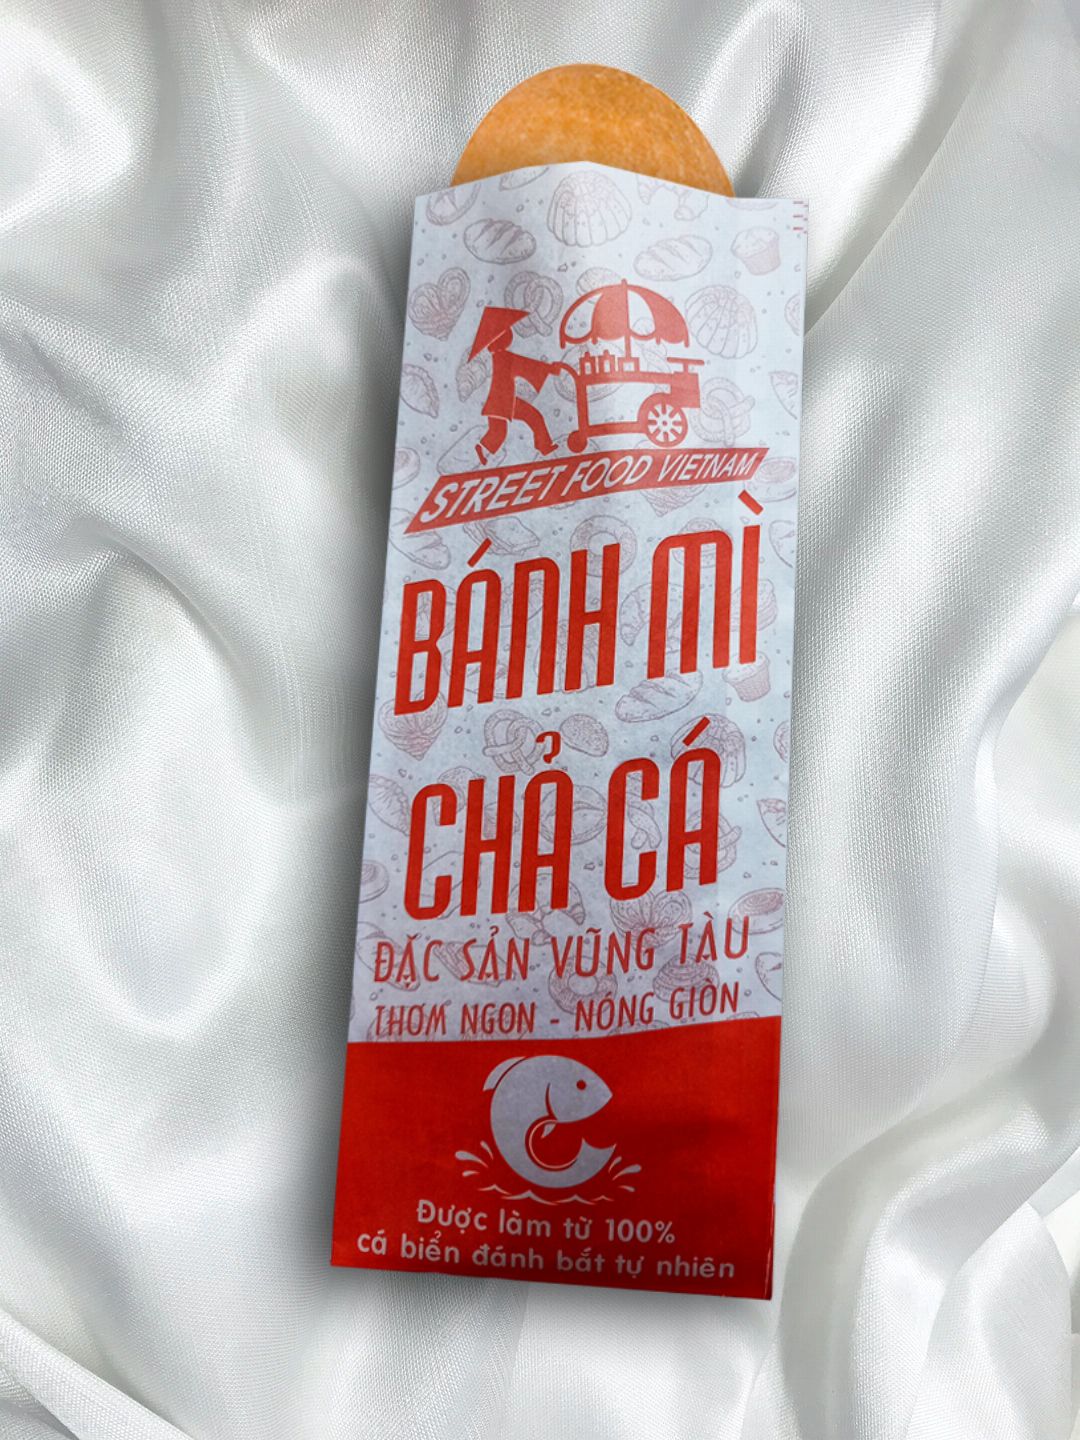 STREET FOOD VIETNAM
BÁNH MÌ
CHẢ CÁ
ĐẶC SẢN VŨNG TÀU
THƠM NGON - NÓNG GIÒN
Được làm từ 100%
cá biển đánh bắt tự nhiên